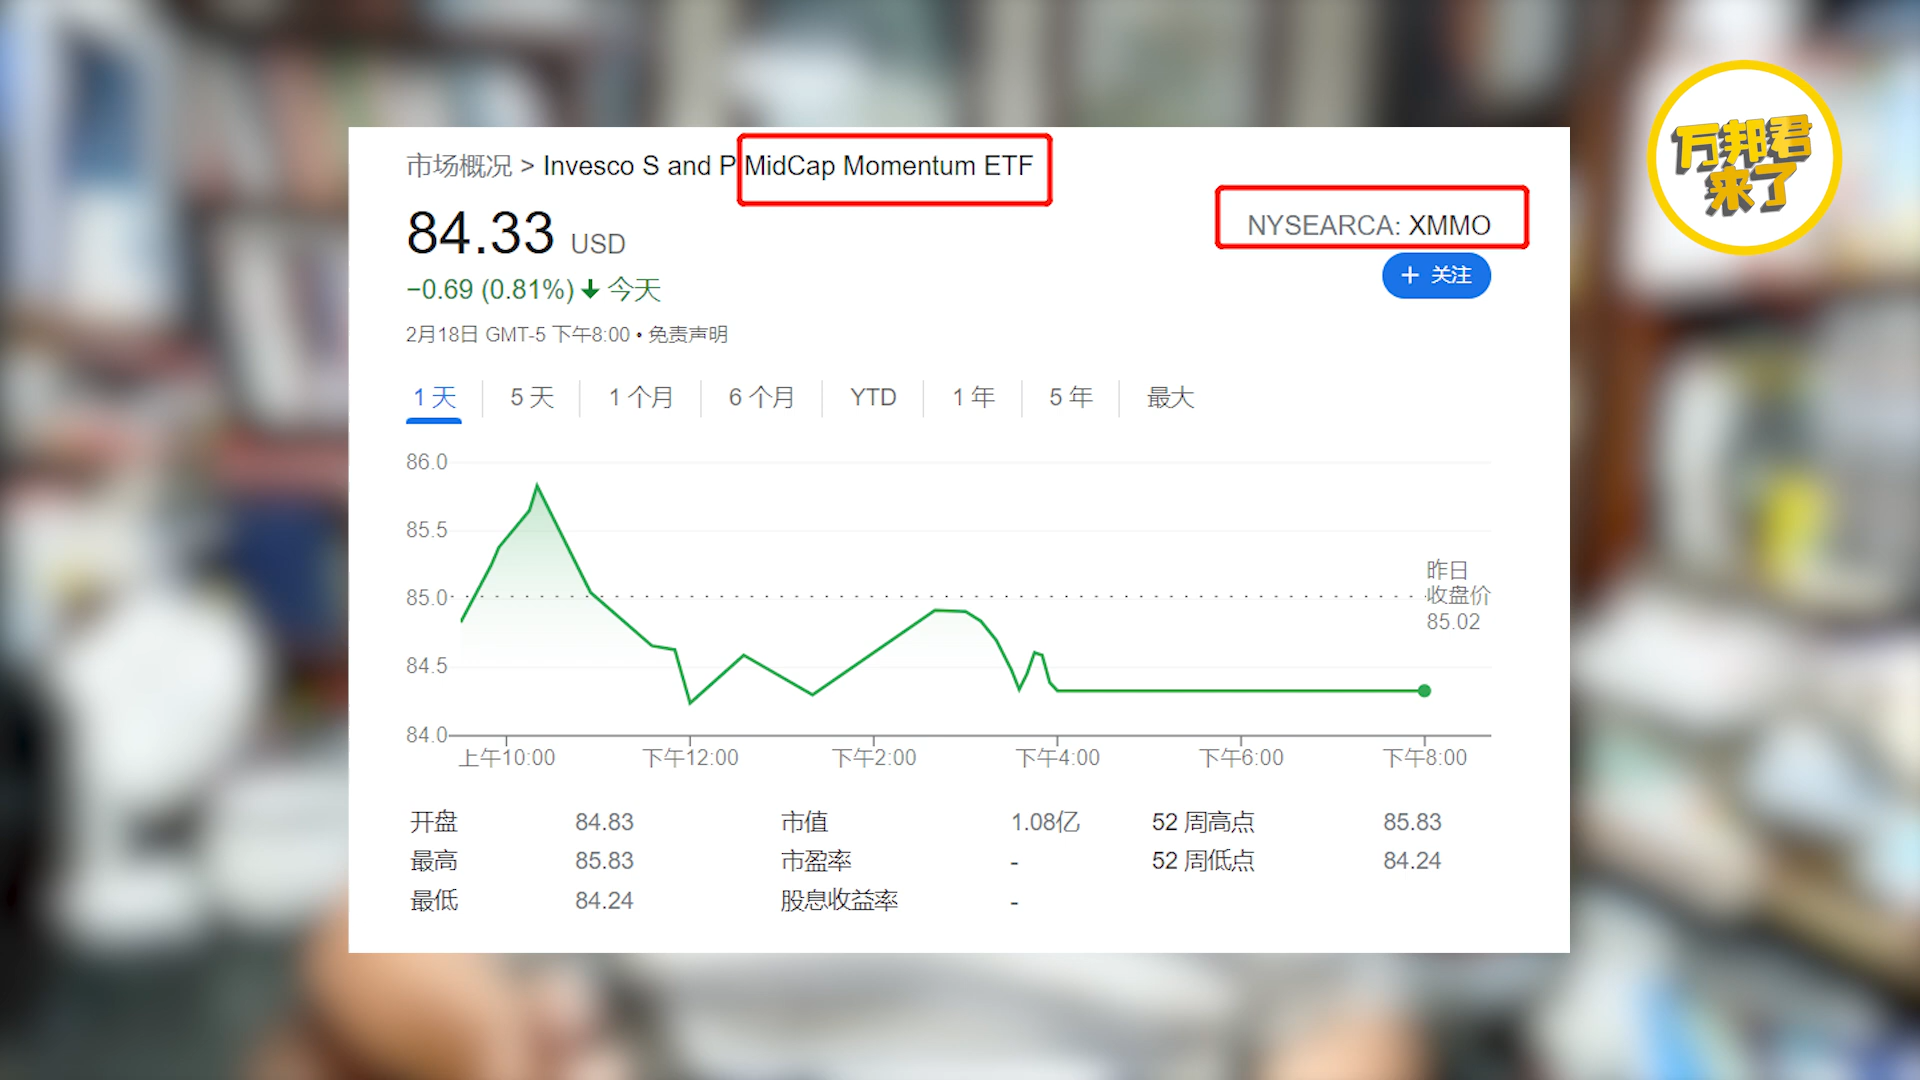 万邦君
来了
市场概况 > Invesco S and P MidCap Momentum ETF
84.33 USD
NYSEARCA: XMMO
−0.69 (0.81%) ↓ 今天
+ 关注
2月18日 GMT-5 下午8:00 • 免责声明
1天 5天 1个月 6个月 YTD 1年 5年 最大
86.0
85.5
85.0
84.5
84.0
昨日
收盘价
85.02
上午10:00 下午12:00 下午2:00 下午4:00 下午6:00 下午8:00
开盘 84.83 市值 1.08亿 52 周高点 85.83
最高 85.83 市盈率 - 52 周低点 84.24
最低 84.24 股息收益率 -